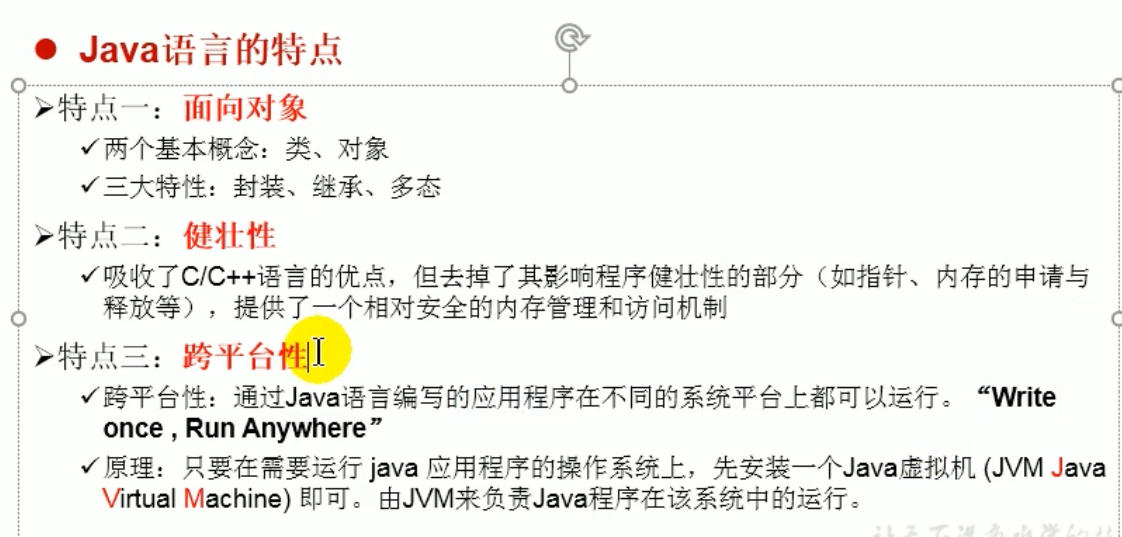 Java语言的特点
特点一：面向对象
两个基本概念：类、对象
三大特性：封装、继承、多态
特点二：健壮性
吸收了C/C++语言的优点，但去掉了其影响程序健壮性的部分（如指针、内存的申请与
释放等），提供了一个相对安全的内存管理和访问机制
特点三：跨平台性
跨平台性：通过Java语言编写的应用程序在不同的系统平台上都可以运行。“Write
once , Run Anywhere”
原理：只要在需要运行 java 应用程序的操作系统上，先安装一个Java虚拟机 (JVM Java
Virtual Machine) 即可。由JVM来负责Java程序在该系统中的运行。